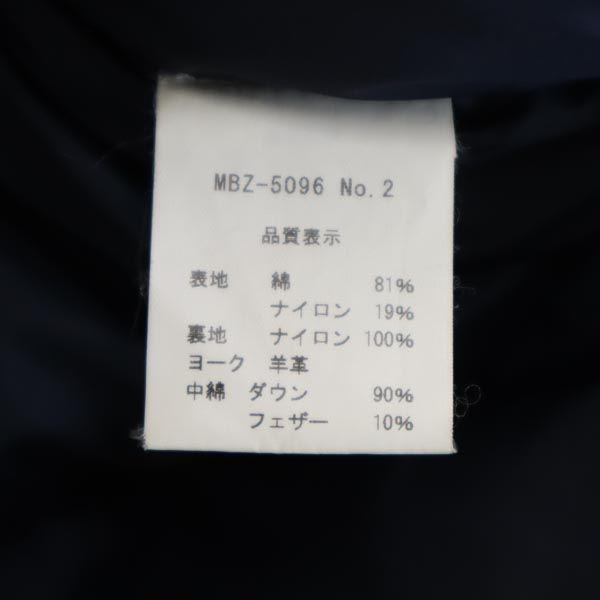 MBZ-5096 No.2
品質表示
表地 綿 81%
ナイロン 19%
裏地 ナイロン 100%
ヨーク 羊革
中綿 ダウン 90%
フェザー 10%